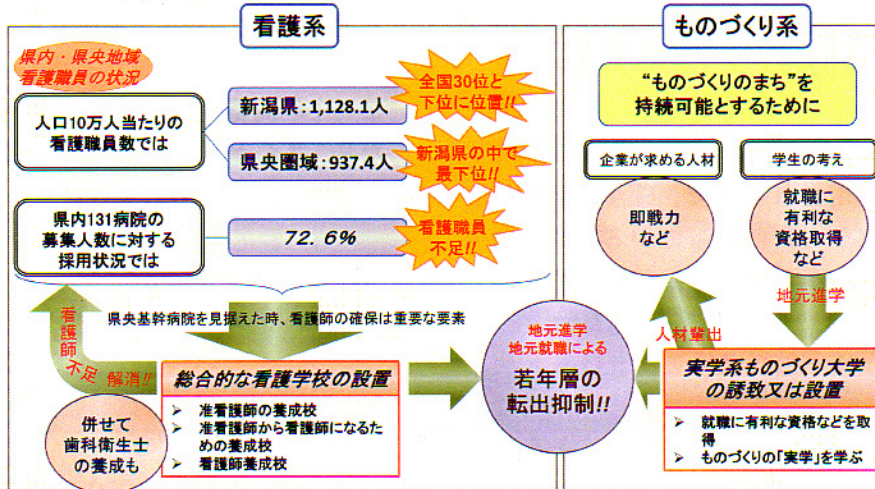 看護系
県内・県央地域
看護職員の状況
人口10万人当たりの
看護職員数では
新潟県:1,128.1人
全国30位と
下位に位置!!
県央圏域:937.4人
新潟県の中で
最下位!!
県内131病院の
募集人数に対する
採用状況では
72.6%
看護職員
不足!!
県央基幹病院を見据えた時、看護師の確保は重要な要素
看護師
不足
解消!!
総合的な看護学校の設置
➢ 准看護師の養成校
➢ 准看護師から看護師になるた
めの養成校
➢ 看護師養成校
併せて
歯科衛生士
の養成も
地元進学
地元就職による
若年層の
転出抑制!!
ものづくり系
“ものづくりのまち”を
持続可能とするために
企業が求める人材
即戦力
など
学生の考え
就職に
有利な
資格取得
など
地元進学
人材輩出
実学系ものづくり大学
の誘致又は設置
➢ 就職に有利な資格などを取
得
➢ ものづくりの「実学」を学ぶ